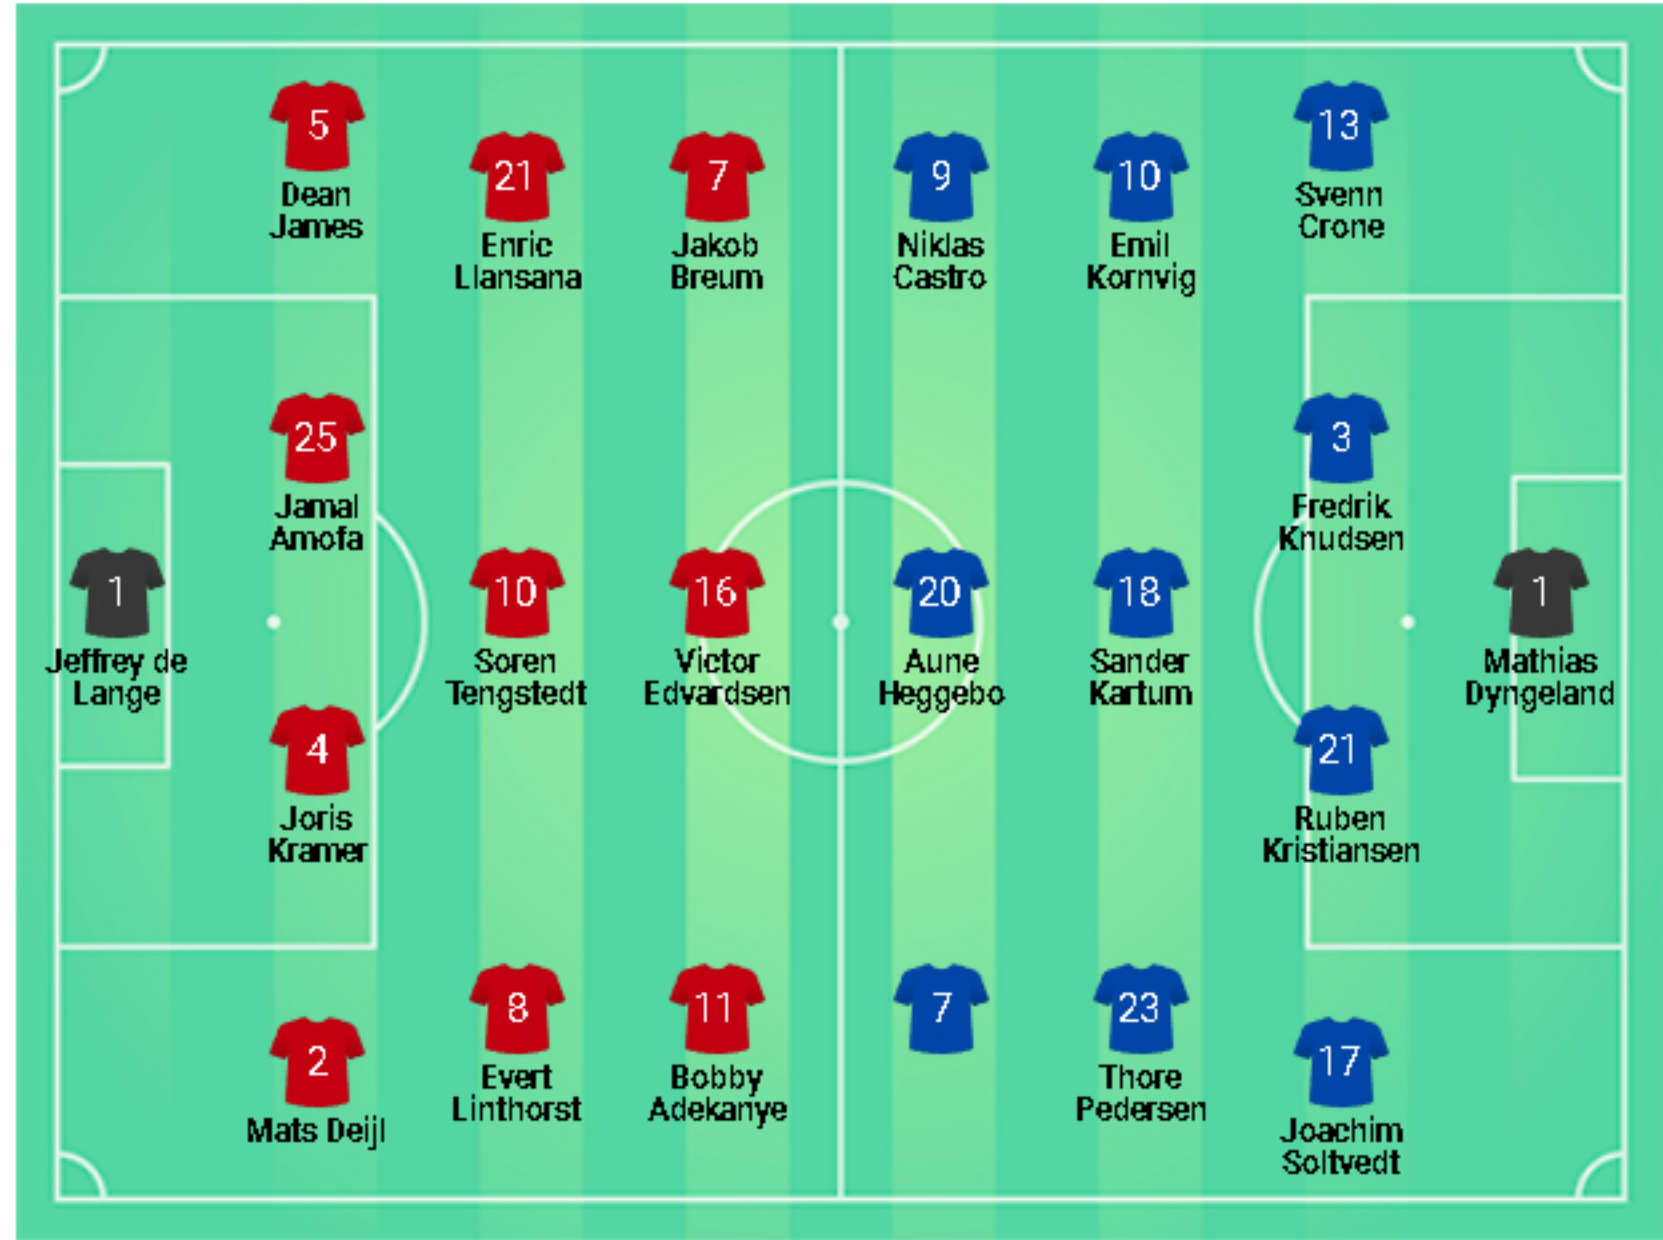 5
Dean
James
21
Enric
Llansana
7
Jakob
Breum
9
Niklas
Castro
10
Emil
Kornvig
13
Svenn
Crone
25
Jamal
Amofa
3
Fredrik
Knudsen
1
Jeffrey de
Lange
10
Soren
Tengstedt
16
Victor
Edvardsen
20
Aune
Heggebo
18
Sander
Kartum
1
Mathias
Dyngeland
4
Joris
Kramer
21
Ruben
Kristiansen
2
Mats Deijl
8
Evert
Linthorst
11
Bobby
Adekanye
7
23
Thore
Pedersen
17
Joachim
Soltvedt